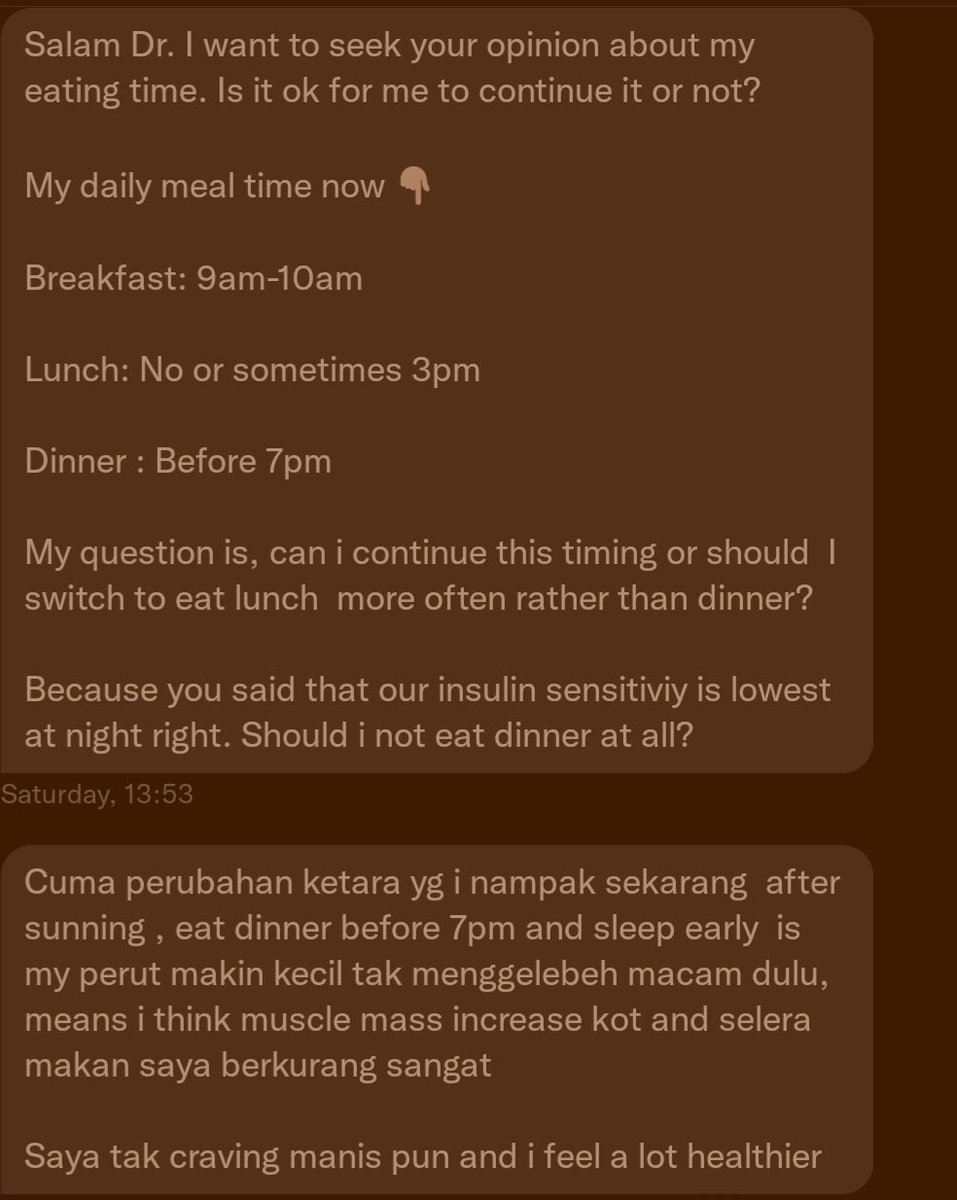 Salam Dr. I want to seek your opinion about my
eating time. Is it ok for me to continue it or not?
My daily meal time now 👇🏽
Breakfast: 9am-10am
Lunch: No or sometimes 3pm
Dinner : Before 7pm
My question is, can i continue this timing or should  I
switch to eat lunch  more often rather than dinner?
Because you said that our insulin sensitiviy is lowest
at night right. Should i not eat dinner at all?
Saturday, 13:53
Cuma perubahan ketara yg i nampak sekarang  after
sunning , eat dinner before 7pm and sleep early  is
my perut makin kecil tak menggelebeh macam dulu,
means i think muscle mass increase kot and selera
makan saya berkurang sangat
Saya tak craving manis pun and i feel a lot healthier